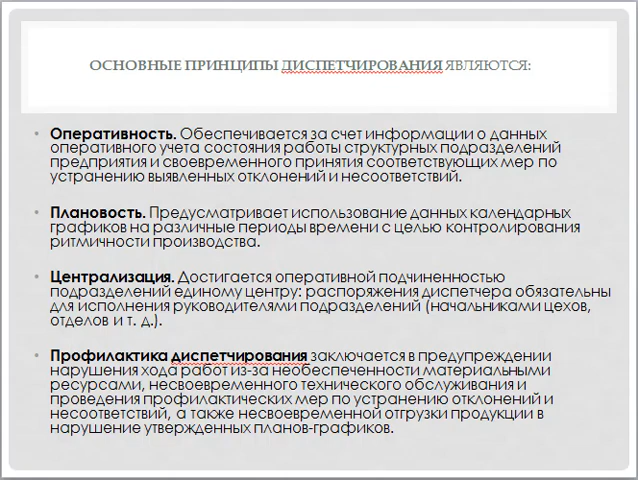 ОСНОВНЫЕ ПРИНЦИПЫ ДИСПЕТЧИРОВАНИЯ ЯВЛЯЮТСЯ:
• Оперативность. Обеспечивается за счет информации о данных
оперативного учета состояния работы структурных подразделений
предприятия и своевременного принятия соответствующих мер по
устранению выявленных отклонений и несоответствий.
• Плановость. Предусматривает использование данных календарных
графиков на различные периоды времени с целью контролирования
ритмичности производства.
• Централизация. Достигается оперативной подчиненностью
подразделений единому центру: распоряжения диспетчера обязательны
для исполнения руководителями подразделений (начальниками цехов,
отделов и т. д.).
• Профилактика диспетчирования заключается в предупреждении
нарушения хода работ из-за необеспеченности материальными
ресурсами, несвоевременного технического обслуживания и
проведения профилактических мер по устранению отклонений и
несоответствий, а также несвоевременной отгрузки продукции в
нарушение утвержденных планов-графиков.